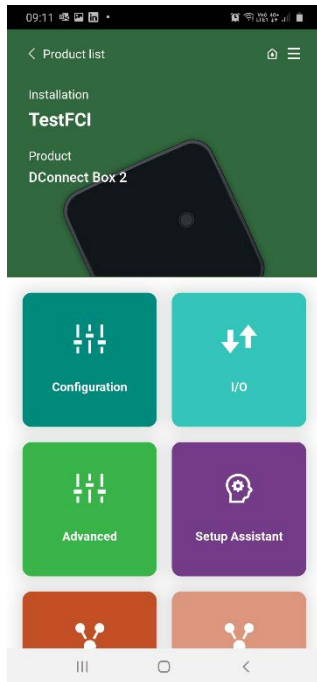 09:11
Product list
Installation
TestFCI
Product
DConnect Box 2
Configuration
I/O
Advanced
Setup Assistant